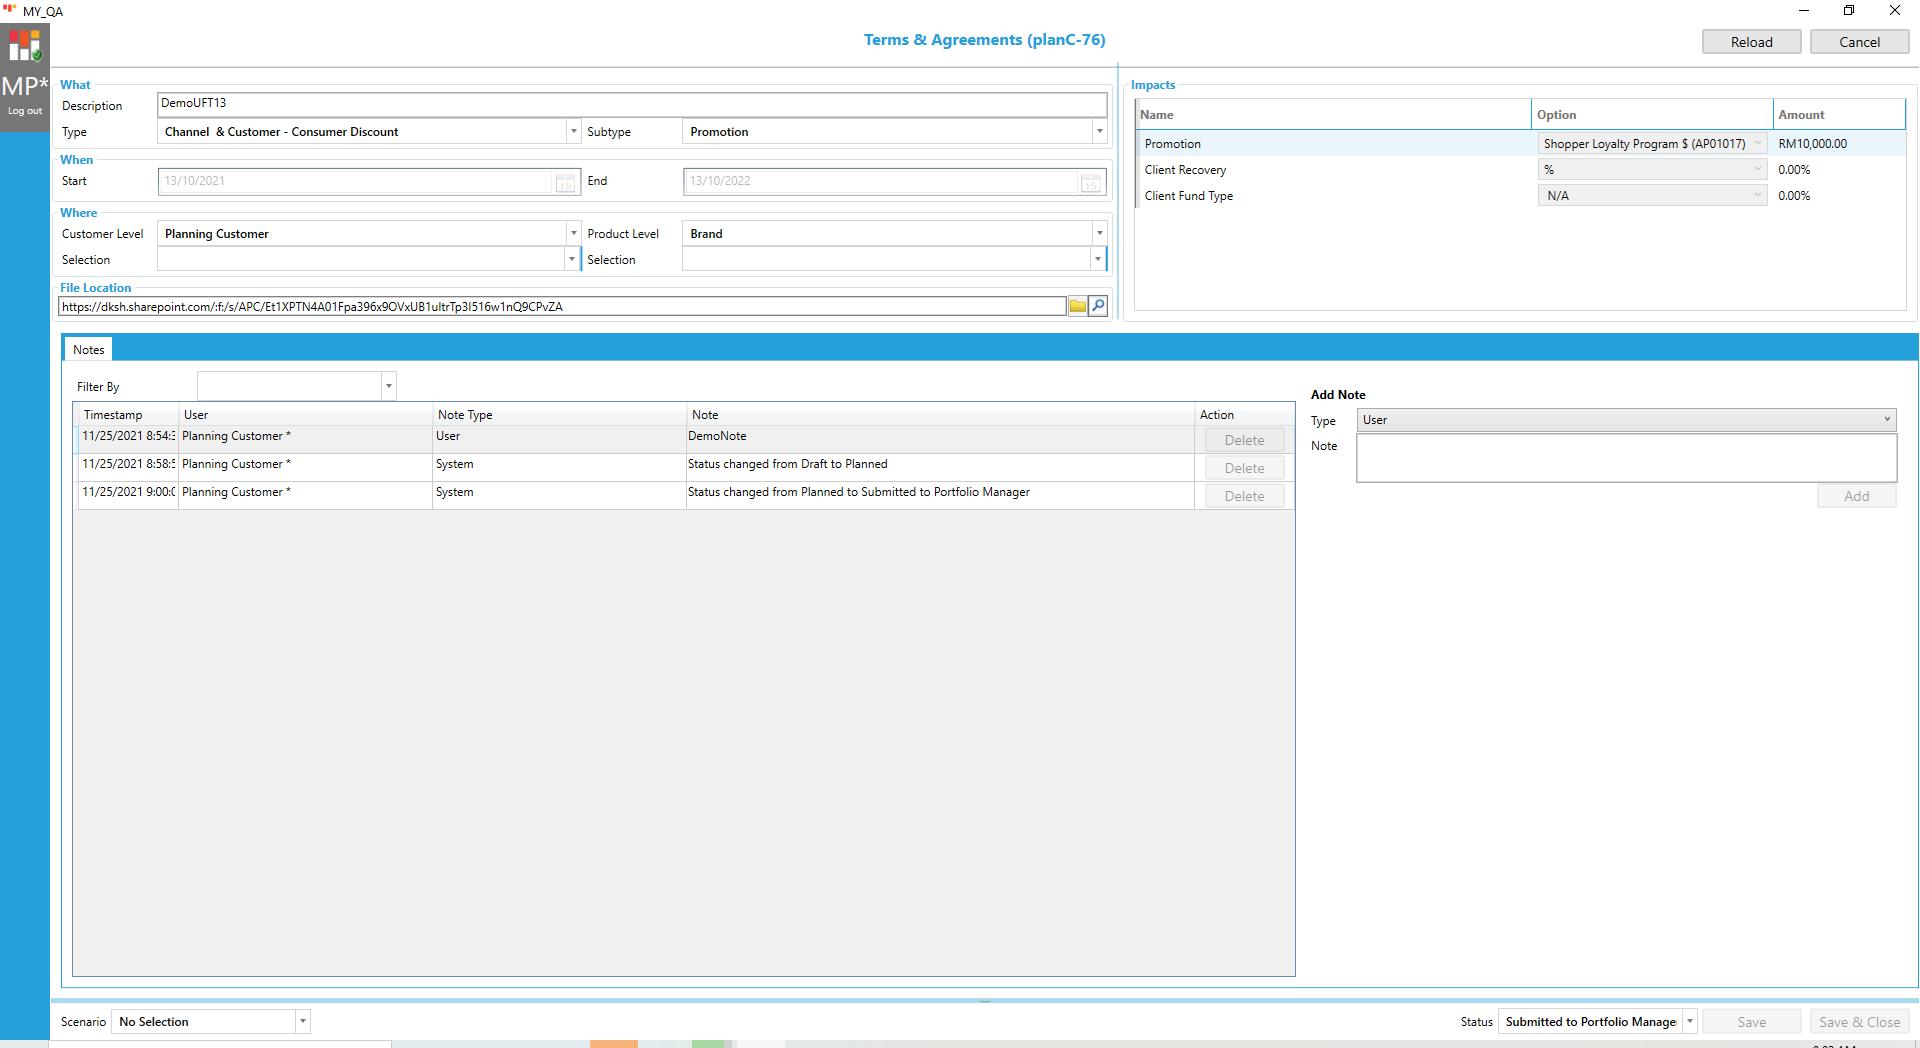 MY_QA
Terms & Agreements (planC-76)
Reload
Cancel
MP*
Log out
What
Description
DemoUFT13
Type
Channel & Customer - Consumer Discount
Subtype
Promotion
When
Start
13/10/2021
15
End
13/10/2022
15
Where
Customer Level
Planning Customer
Product Level
Brand
Selection
Selection
File Location
https://dksh.sharepoint.com/:f:/s/APC/Et1XPTN4A01Fpa396x9OVxUB1ultrTp3I516w1nQ9CPvZA
Impacts
Name Option Amount
Promotion Shopper Loyalty Program $ (AP01017) RM10,000.00
Client Recovery % 0.00%
Client Fund Type N/A 0.00%
Notes
Filter By
Timestamp User Note Type Note Action
11/25/2021 8:54:3 Planning Customer * User DemoNote Delete
11/25/2021 8:58:5 Planning Customer * System Status changed from Draft to Planned Delete
11/25/2021 9:00:0 Planning Customer * System Status changed from Planned to Submitted to Portfolio Manager Delete
Add Note
Type
User
Note
Add
Scenario
No Selection
Status
Submitted to Portfolio Manage
Save
Save & Close